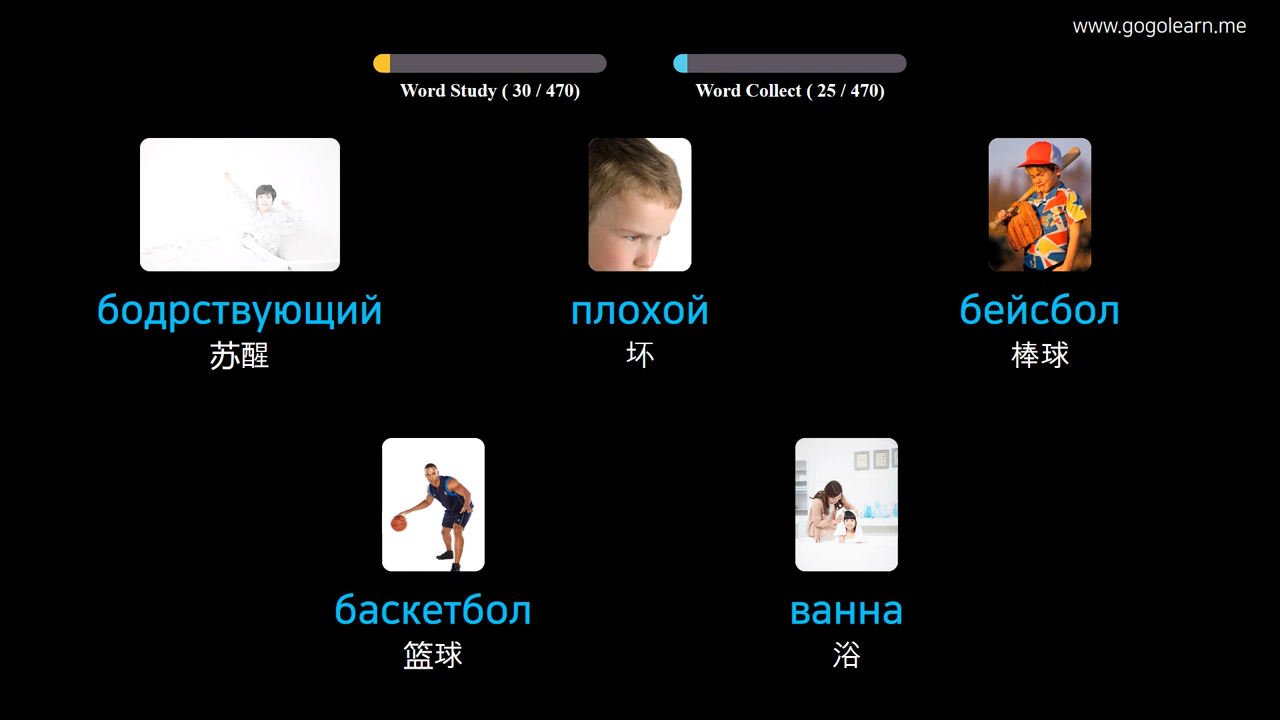 www.gogolearn.me
Word Study ( 30 / 470)
Word Collect ( 25 / 470)
бодрствующий
苏醒
плохой
坏
бейсбол
棒球
баскетбол
篮球
ванна
浴